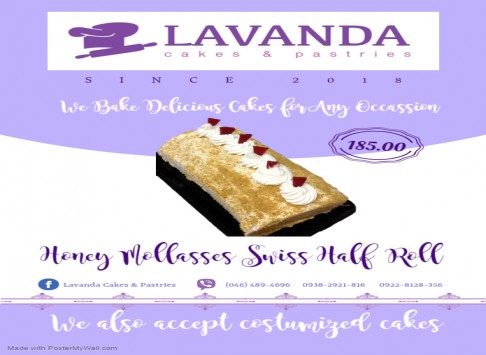 LAVANDA
cakes & pastries
SINCE 2018
We Bake Delicious Cakes for Any Occassion
185.00
Honey Mollasses Swiss Half Roll
Lavanda Cakes & Pastries (046) 489-4696 0938-2921-816 0922-8128-356
We also accept costumized cakes
Made with PosterMyWall.com